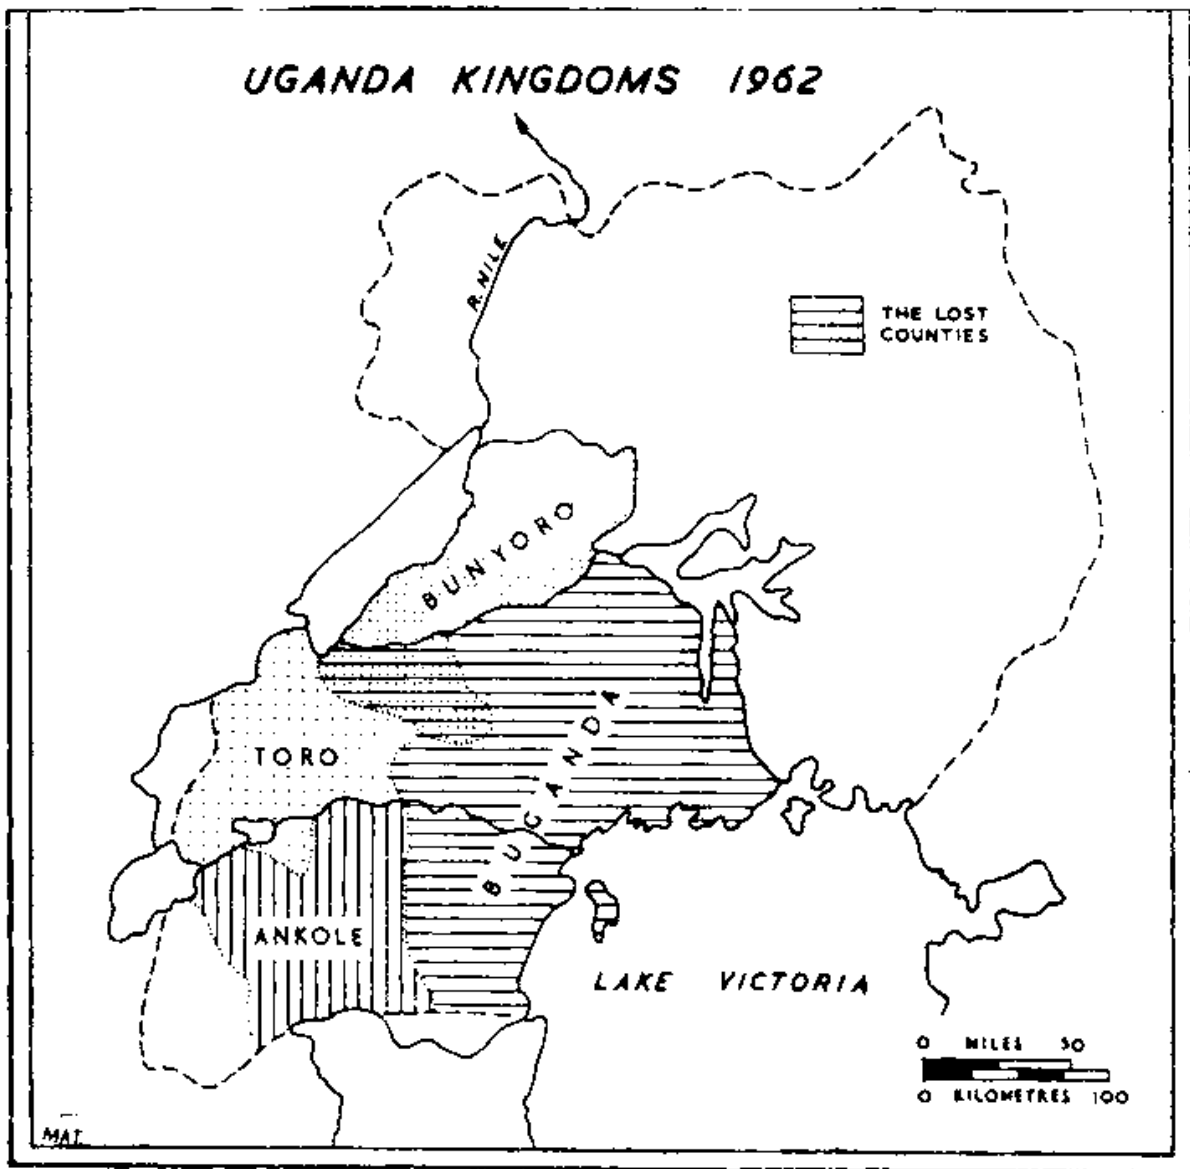 UGANDA KINGDOMS 1962
R. NILE
THE LOST
COUNTIES
BUNYORO
TORO
BUGANDA
ANKOLE
LAKE VICTORIA
0 MILES 50
0 KILOMETRES 100
MAT